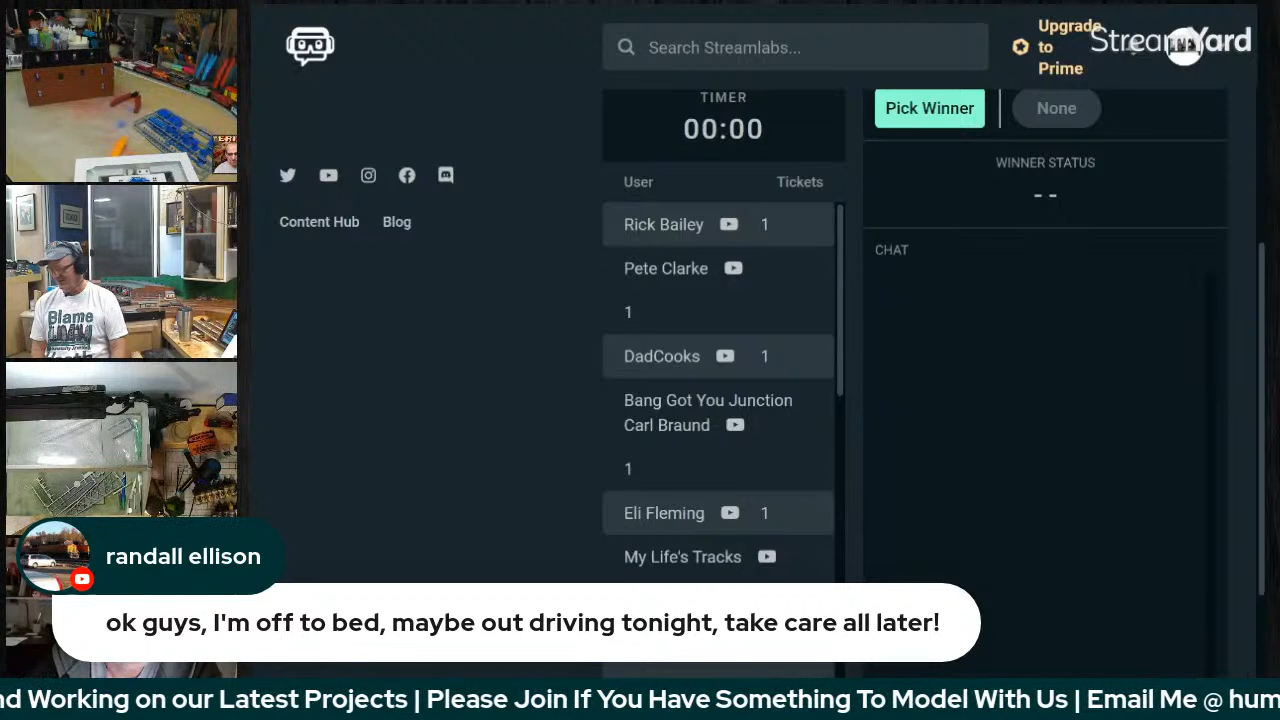 Search Streamlabs...
Upgrade
to
Prime
StreamYard
TIMER
00:00
User Tickets
Rick Bailey 1
Pete Clarke
1
DadCooks 1
Bang Got You Junction
Carl Braund
1
Eli Fleming 1
My Life's Tracks
Pick Winner None
WINNER STATUS
- -
CHAT
Content Hub Blog
Blame
randall ellison
ok guys, I'm off to bed, maybe out driving tonight, take care all later!
nd Working on our Latest Projects | Please Join If You Have Something To Model With Us | Email Me @ hum